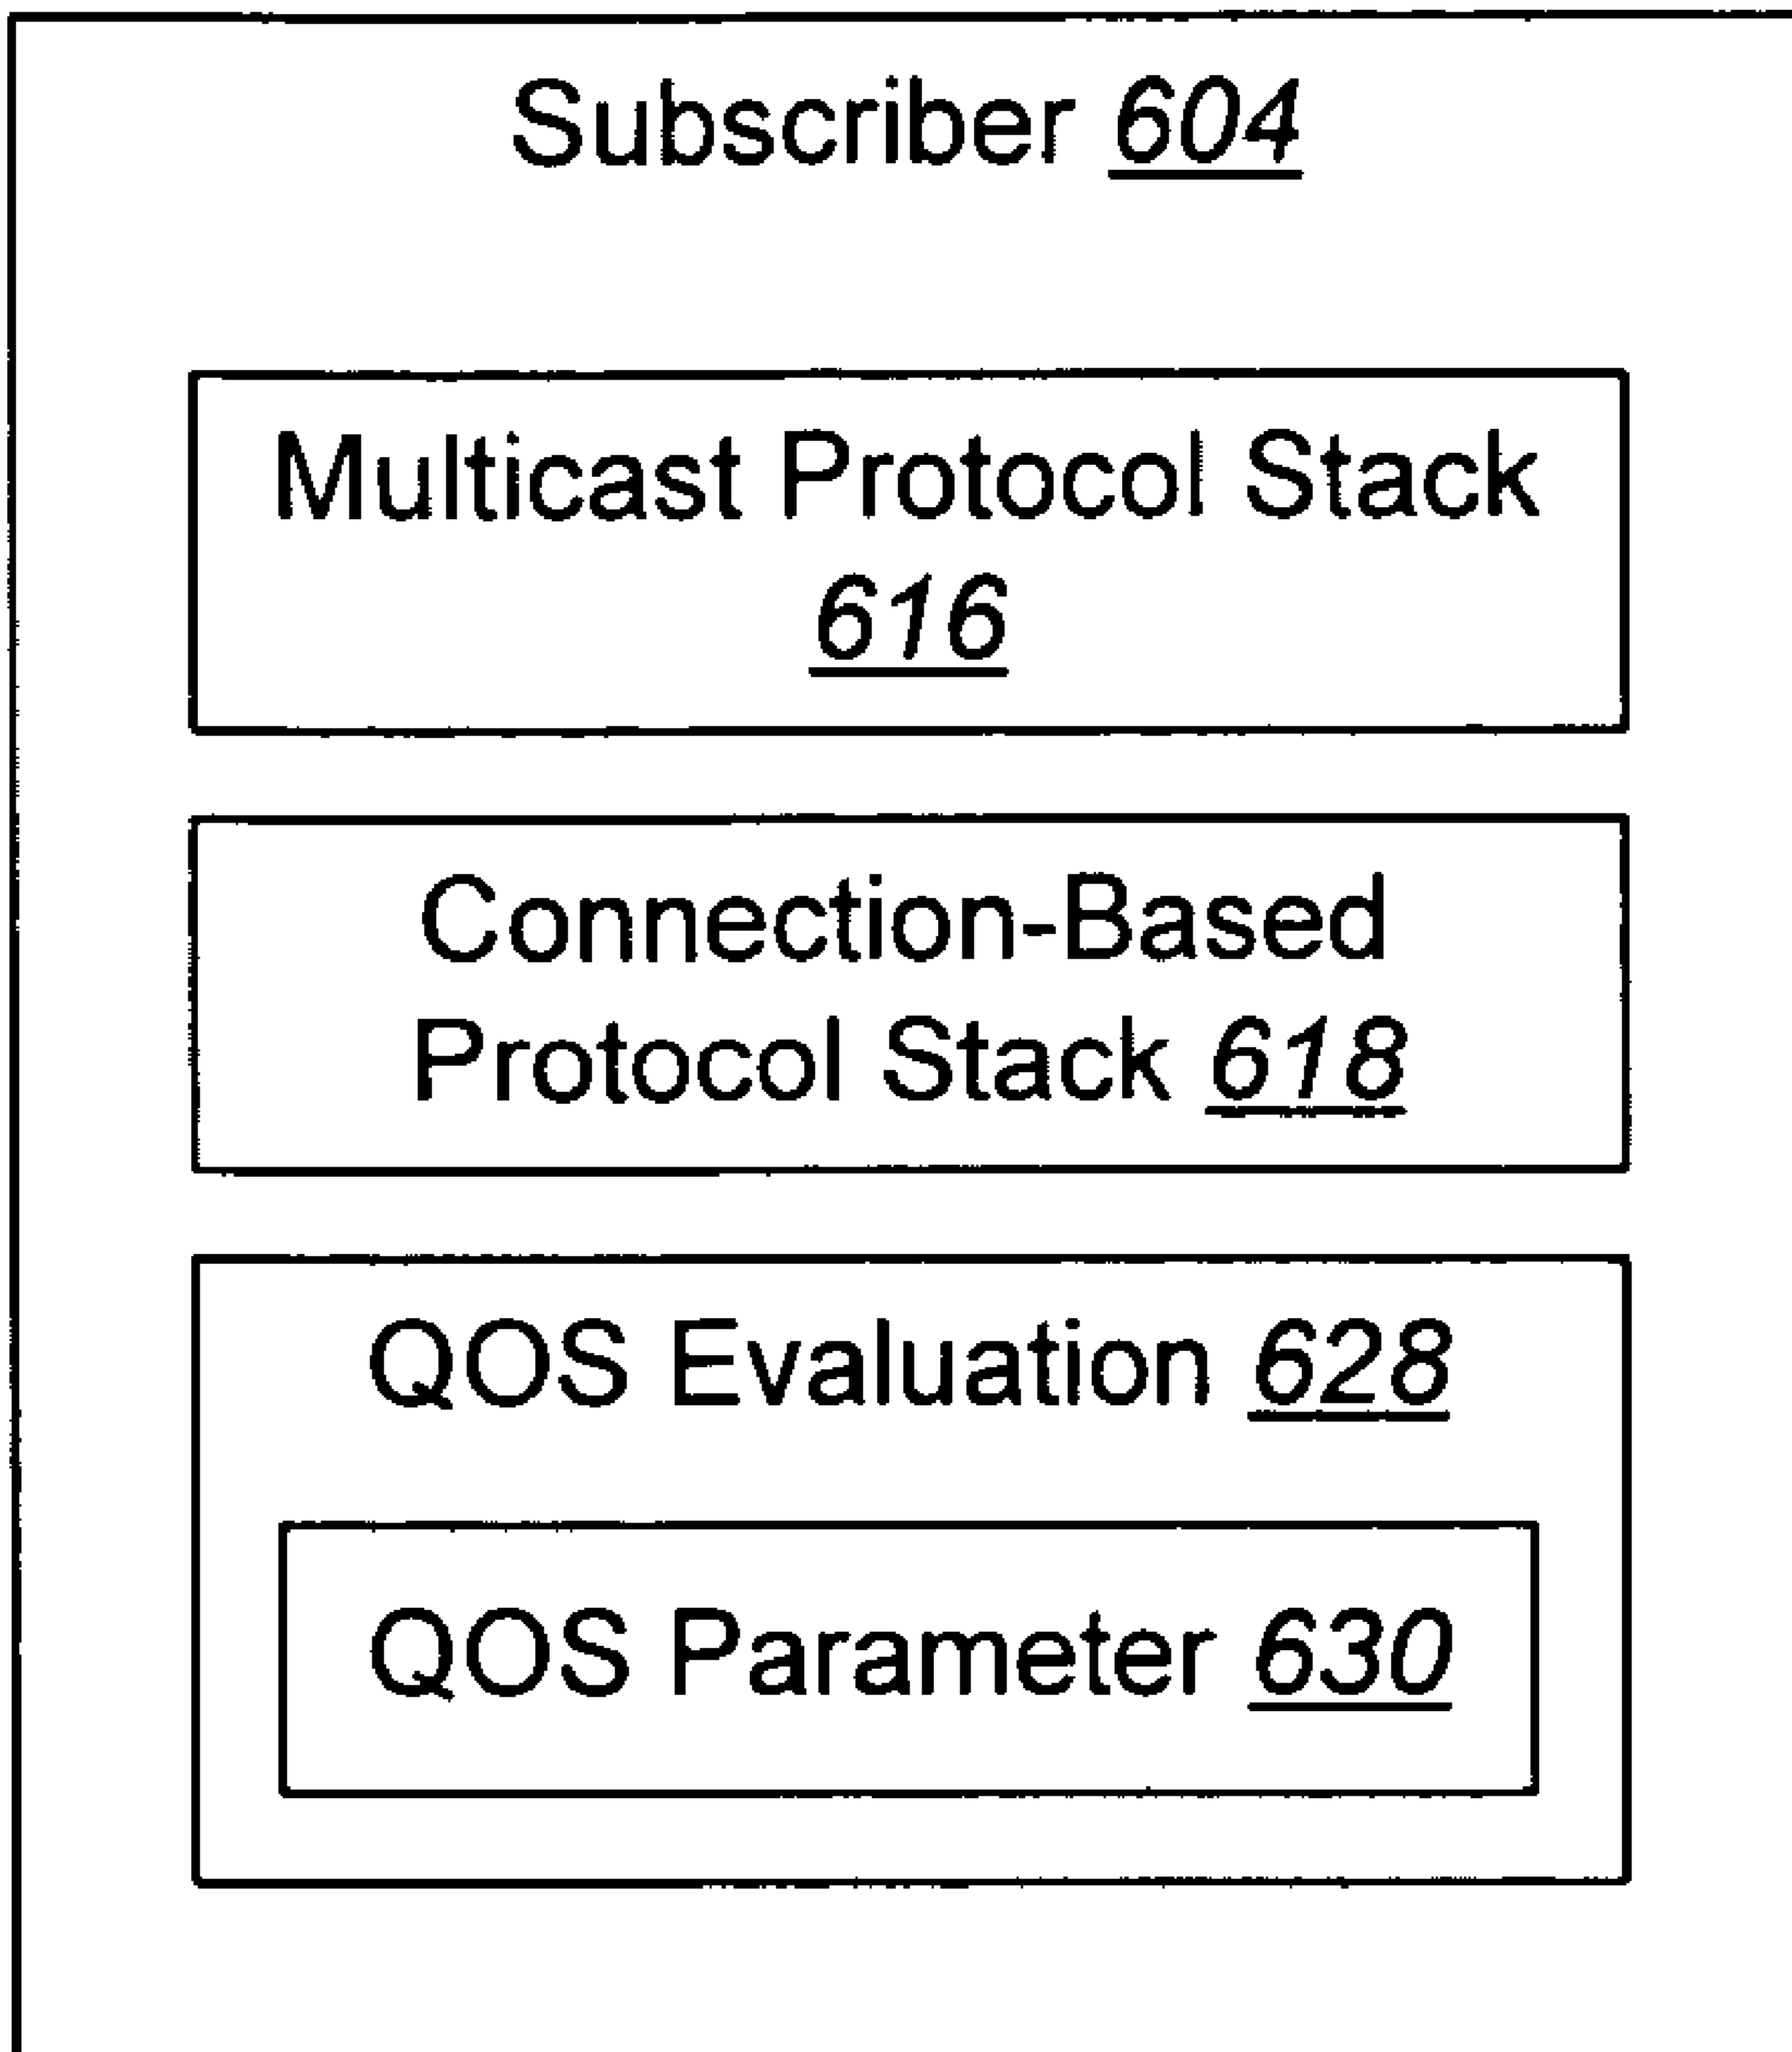 Subscriber 604
Multicast Protocol Stack
616
Connection-Based
Protocol Stack 618
QOS Evaluation 628
QOS Parameter 630